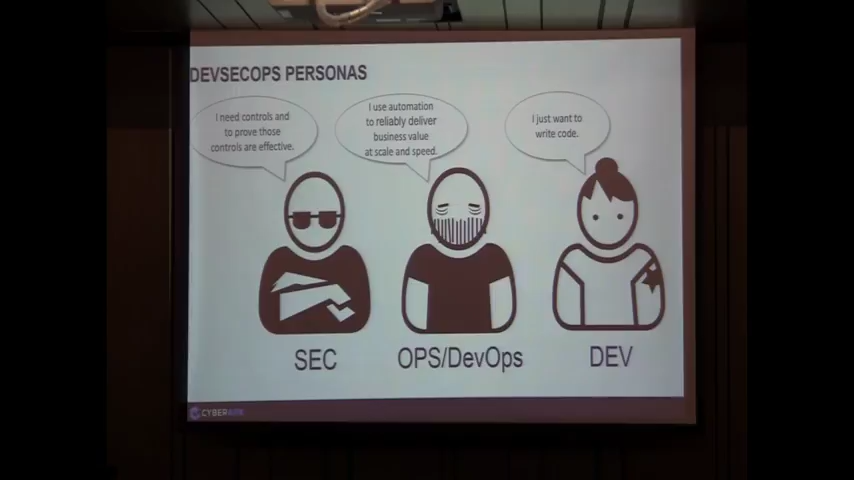 DEVSECOPS PERSONAS
I need controls and
to prove those
controls are effective.
I use automation
to reliably deliver
business value
at scale and speed.
I just want to
write code.
SEC
OPS/DevOps
DEV
CYBERARK